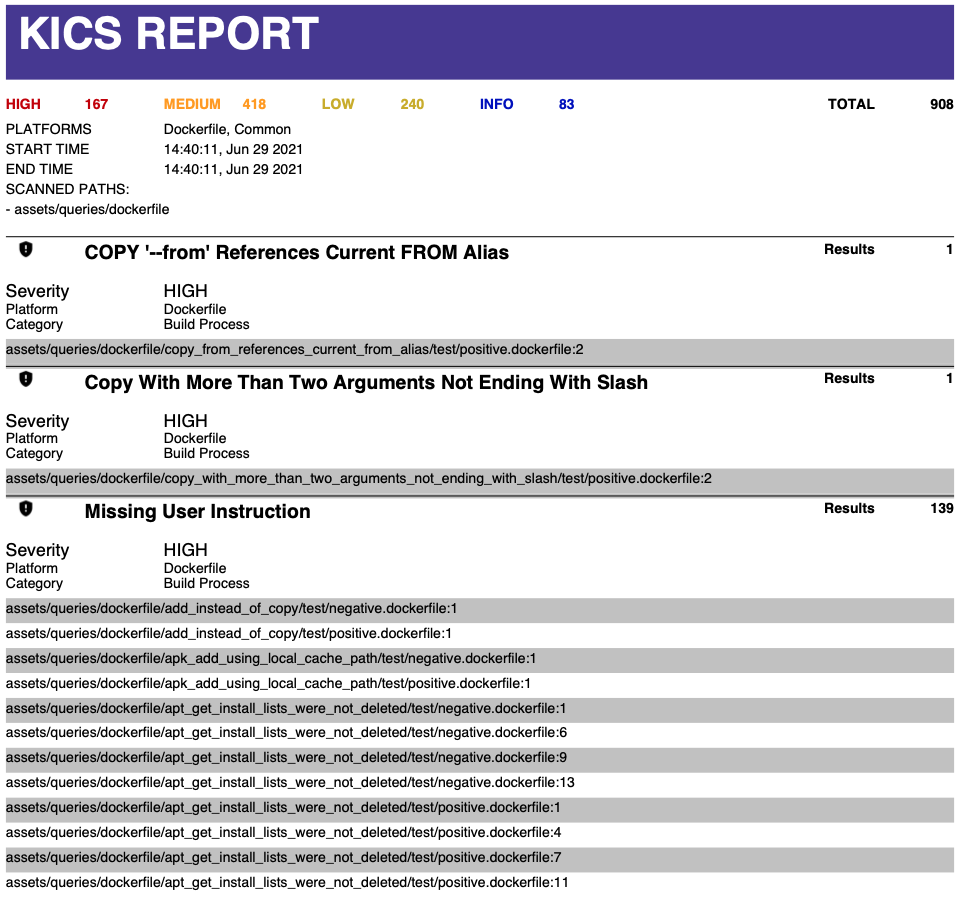 KICS REPORT
HIGH 167 MEDIUM 418 LOW 240 INFO 83 TOTAL 908
PLATFORMS Dockerfile, Common
START TIME 14:40:11, Jun 29 2021
END TIME 14:40:11, Jun 29 2021
SCANNED PATHS:
- assets/queries/dockerfile
COPY '--from' References Current FROM Alias Results 1
Severity HIGH
Platform Dockerfile
Category Build Process
assets/queries/dockerfile/copy_from_references_current_from_alias/test/positive.dockerfile:2
Copy With More Than Two Arguments Not Ending With Slash Results 1
Severity HIGH
Platform Dockerfile
Category Build Process
assets/queries/dockerfile/copy_with_more_than_two_arguments_not_ending_with_slash/test/positive.dockerfile:2
Missing User Instruction Results 139
Severity HIGH
Platform Dockerfile
Category Build Process
assets/queries/dockerfile/add_instead_of_copy/test/negative.dockerfile:1
assets/queries/dockerfile/add_instead_of_copy/test/positive.dockerfile:1
assets/queries/dockerfile/apk_add_using_local_cache_path/test/negative.dockerfile:1
assets/queries/dockerfile/apk_add_using_local_cache_path/test/positive.dockerfile:1
assets/queries/dockerfile/apt_get_install_lists_were_not_deleted/test/negative.dockerfile:1
assets/queries/dockerfile/apt_get_install_lists_were_not_deleted/test/negative.dockerfile:6
assets/queries/dockerfile/apt_get_install_lists_were_not_deleted/test/negative.dockerfile:9
assets/queries/dockerfile/apt_get_install_lists_were_not_deleted/test/negative.dockerfile:13
assets/queries/dockerfile/apt_get_install_lists_were_not_deleted/test/positive.dockerfile:1
assets/queries/dockerfile/apt_get_install_lists_were_not_deleted/test/positive.dockerfile:4
assets/queries/dockerfile/apt_get_install_lists_were_not_deleted/test/positive.dockerfile:7
assets/queries/dockerfile/apt_get_install_lists_were_not_deleted/test/positive.dockerfile:11